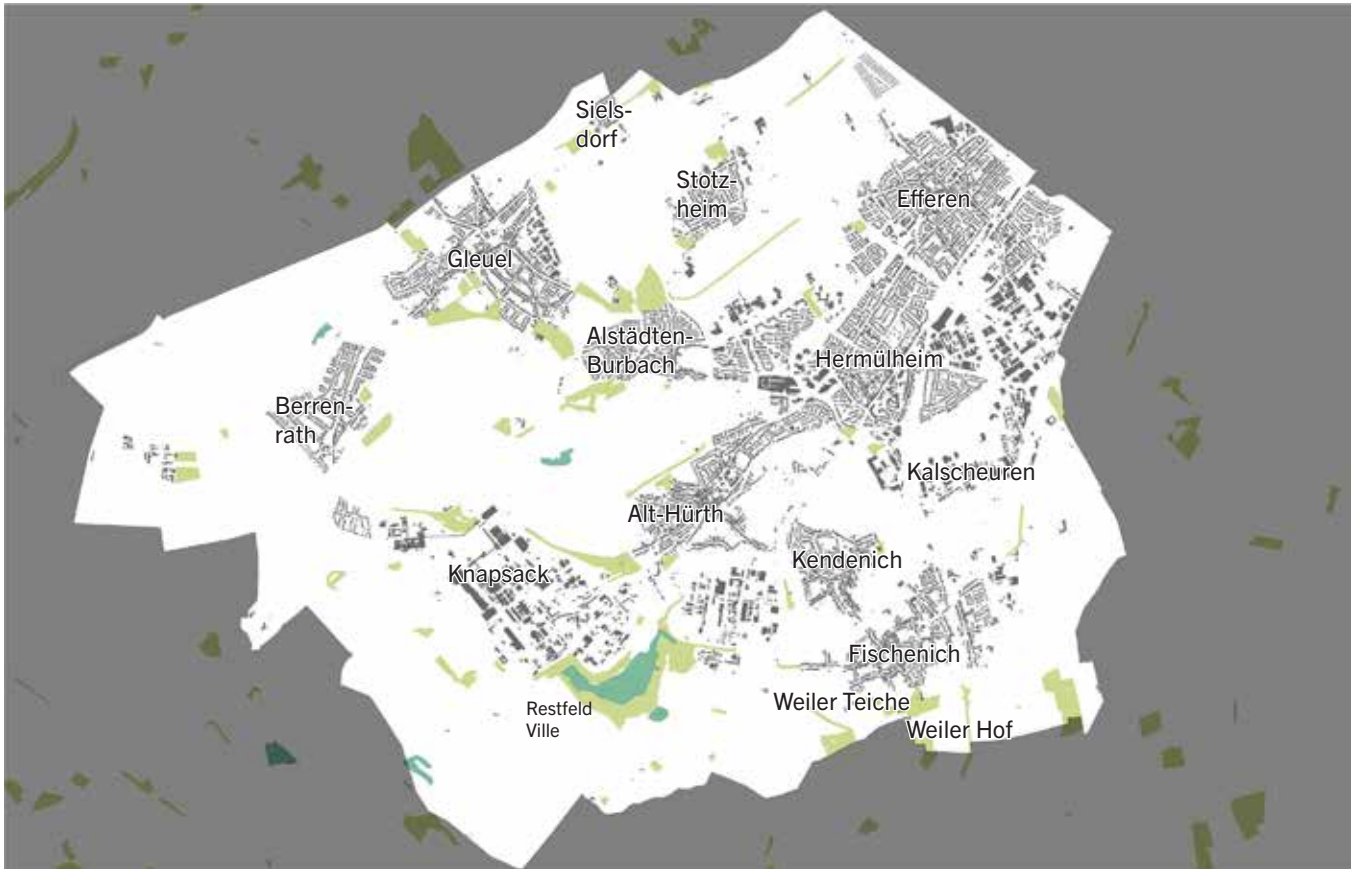 Siels-
dorf
Stotz-
heim
Efferen
Gleuel
Alstädten-
Burbach
Hermülheim
Berren-
rath
Kalscheuren
Alt-Hürth
Knapsack
Kendenich
Fischenich
Restfeld
Ville
Weiler Teiche
Weiler Hof